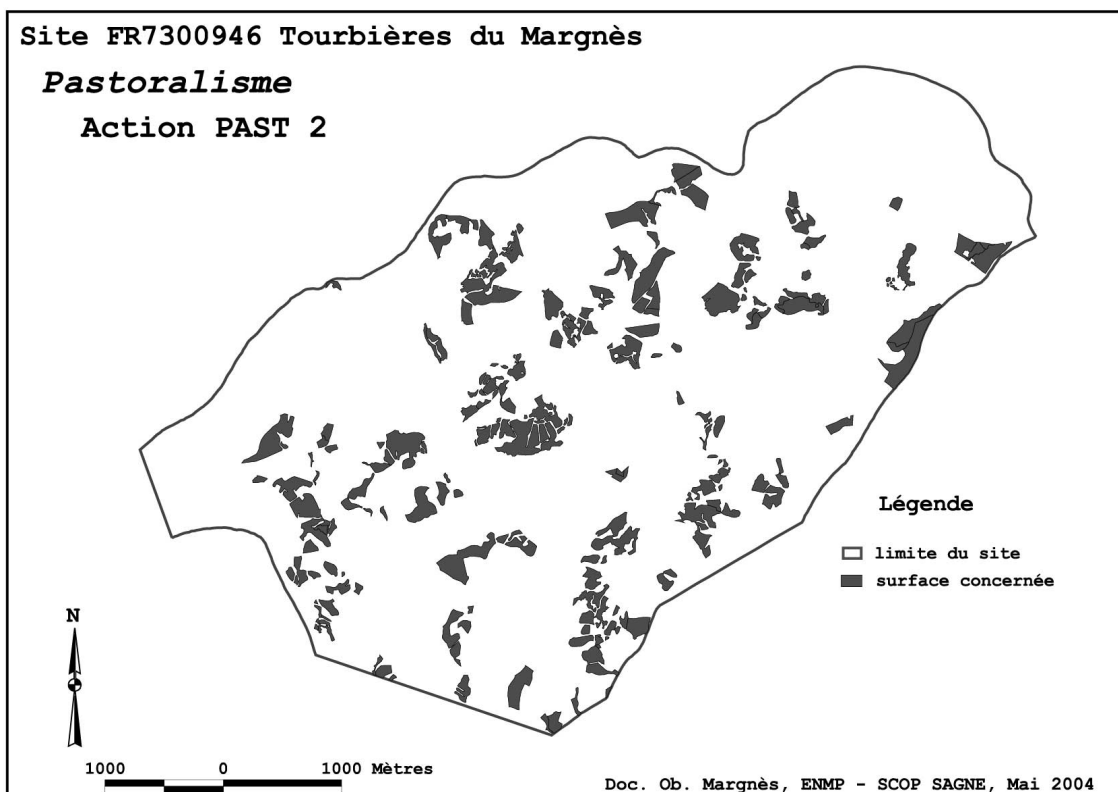 Site FR7300946 Tourbières du Margnès
Pastoralisme
Action PAST 2
Légende
limite du site
surface concernée
N
1000 0 1000 Mètres
Doc. Ob. Margnès, ENMP - SCOP SAGNE, Mai 2004